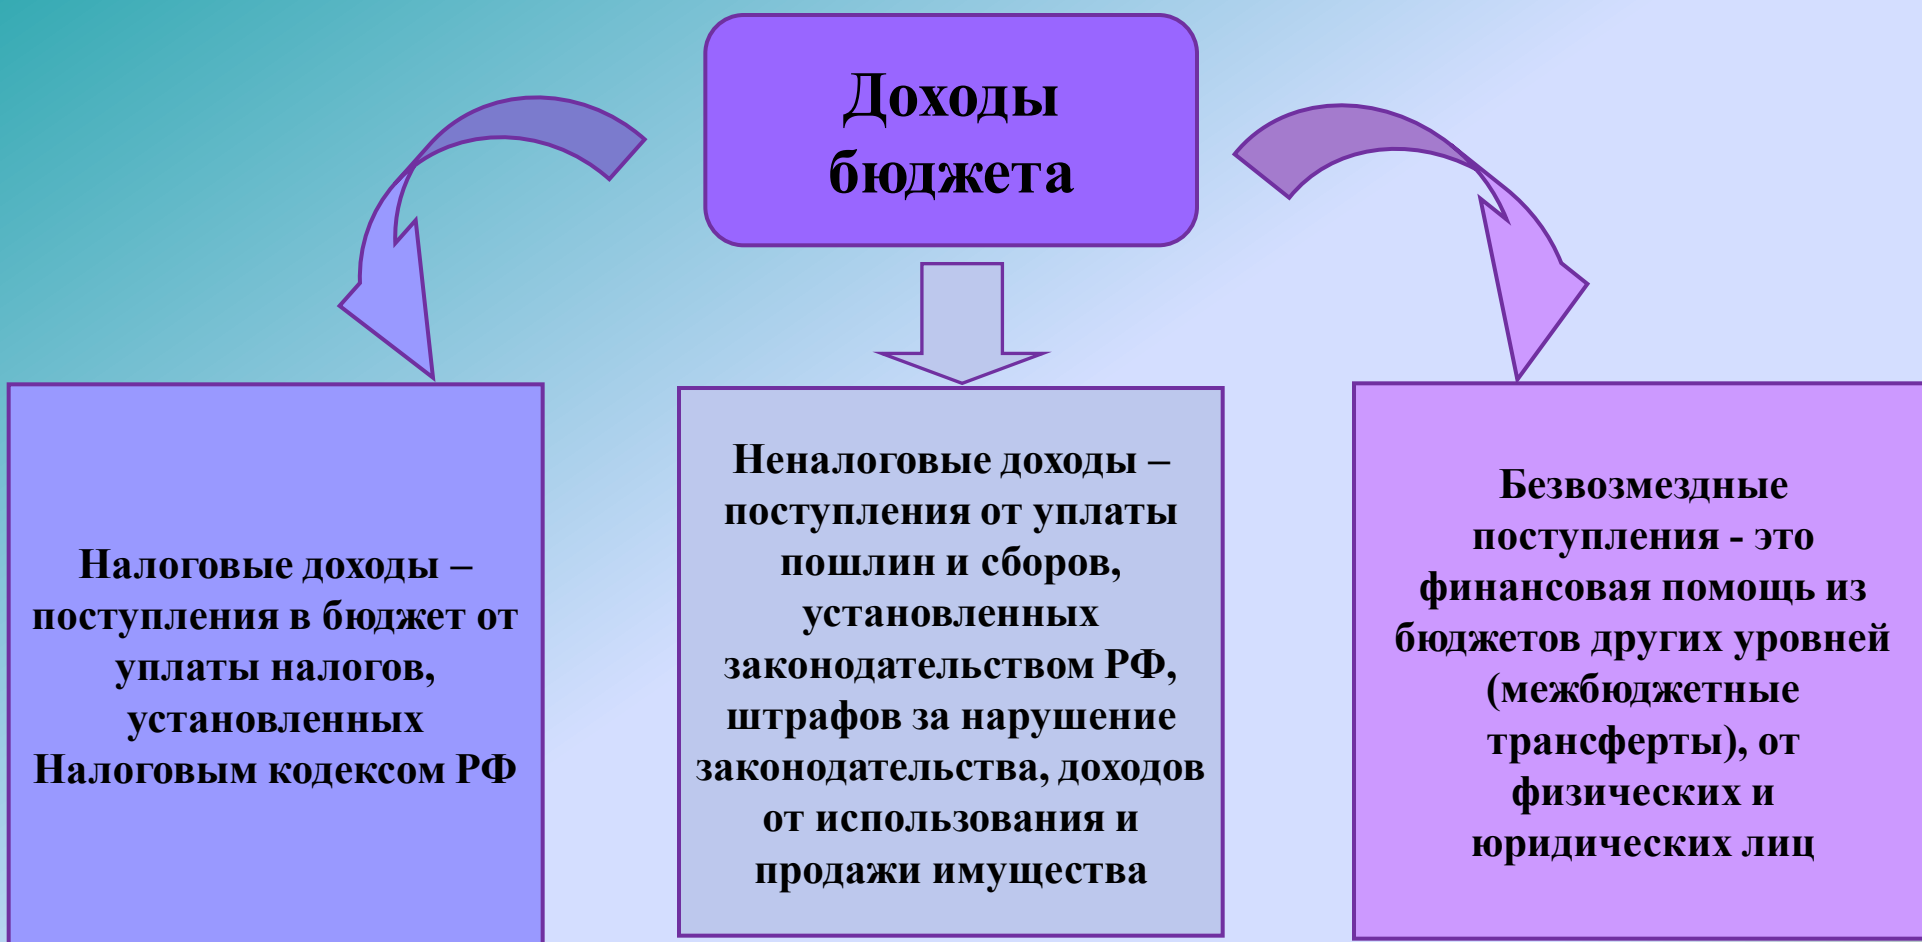 Доходы
бюджета
Налоговые доходы –
поступления в бюджет от
уплаты налогов,
установленных
Налоговым кодексом РФ
Неналоговые доходы –
поступления от уплаты
пошлин и сборов,
установленных
законодательством РФ,
штрафов за нарушение
законодательства, доходов
от использования и
продажи имущества
Безвозмездные
поступления - это
финансовая помощь из
бюджетов других уровней
(межбюджетные
трансферты), от
физических и
юридических лиц